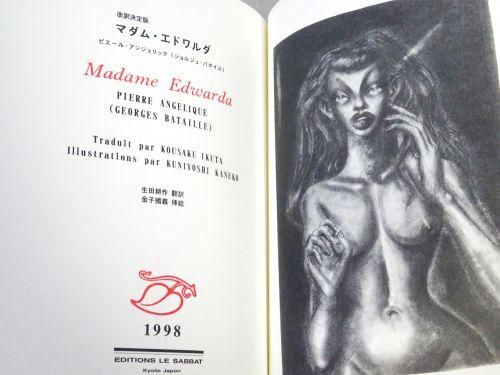 改訳決定版
マダム・エドワルダ
ピエール・アンジェリック(ジョルジュ・バタイユ)
Madame Edwarda
PIERRE ANGELIQUE
(GEORGES BATAILLE)
Traduit par KOUSAKU IKUTA
Illustrations par KUNIYOSHI KANEKO
生田耕作 翻訳
金子國義 挿絵
1998
EDITIONS LE SABBAT
Kyoto Japon